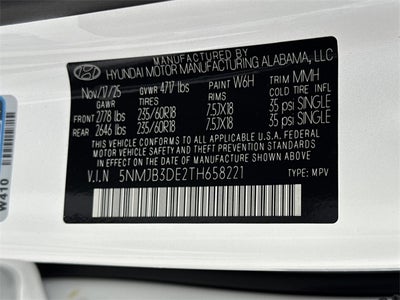 MANUFACTURED BY
HYUNDAI MOTOR MANUFACTURING ALABAMA, LLC
Nov/17/25 GVWR 4717 lbs PAINT W6H TRIM MMH
GAWR TIRES RIMS COLD TIRE INFL
FRONT 2778 lbs 235/60R18 7.5JX18 35 psi SINGLE
REAR 2646 lbs 235/60R18 7.5JX18 35 psi SINGLE
THIS VEHICLE CONFORMS TO ALL APPLICABLE U.S.A. FEDERAL
MOTOR VEHICLE SAFETY AND THEFT PREVENTION STANDARDS
IN EFFECT ON THE DATE OF MANUFACTURE SHOWN ABOVE.
V.I.N 5NMJB3DE2TH658221
TYPE: MPV
W410